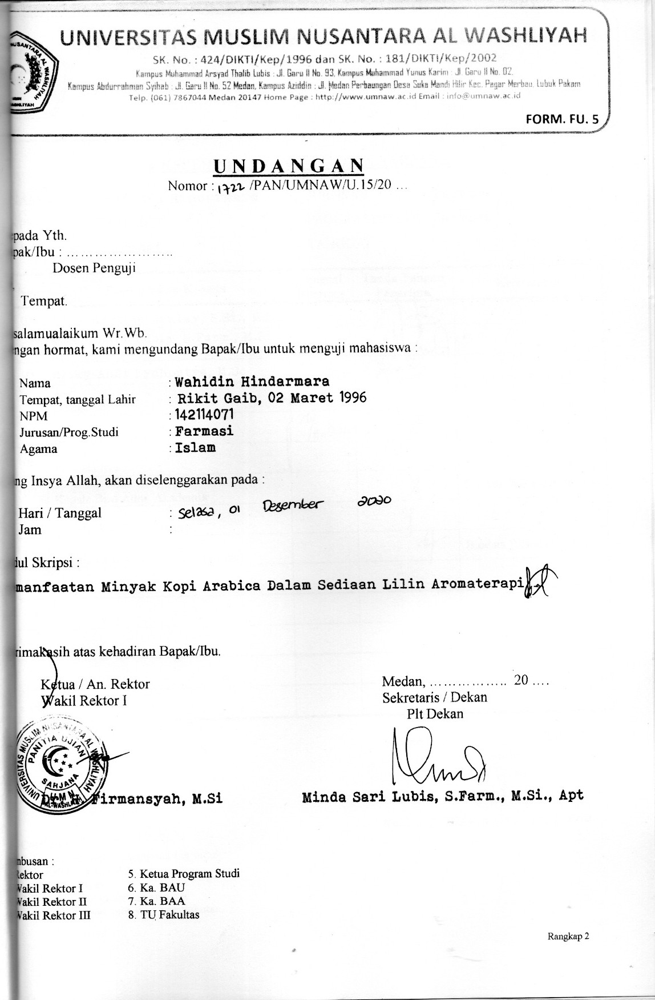 UNIVERSITAS MUSLIM NUSANTARA AL WASHLIYAH
SK. No. : 424/DIKTI/Kep/1996 dan SK. No. : 181/DIKTI/Kep/2002
Kampus Muhammad Arsyad Thalib Lubis : Jl. Garu II No. 93, Kampus Muhammad Yunus Karim : Jl. Garu II No. 02,
Kampus Abdurrahman Syihab : Jl. Garu II No. 52 Medan, Kampus Aziddin : Jl. Medan Perbaungan Desa Suka Mandi Hilir Kec. Pagar Merbau, Lubuk Pakam
Telp. (061) 7867044 Medan 20147 Home Page : http://www.umnaw.ac.id Email : info@umnaw.ac.id
FORM. FU. 5
UNDANGAN
Nomor : 1722 /PAN/UMNAW/U.15/20 ...
pada Yth.
pak/Ibu : ........................
Dosen Penguji
Tempat.
salamualaikum Wr.Wb.
ngan hormat, kami mengundang Bapak/Ibu untuk menguji mahasiswa :
Nama : Wahidin Hindarmara
Tempat, tanggal Lahir : Rikit Gaib, 02 Maret 1996
NPM : 142114071
Jurusan/Prog.Studi : Farmasi
Agama : Islam
ng Insya Allah, akan diselenggarakan pada :
Hari / Tanggal : Selasa, 01 Desember 2020
Jam :
dul Skripsi :
manfaatan Minyak Kopi Arabica Dalam Sediaan Lilin Aromaterapi
rimakasih atas kehadiran Bapak/Ibu.
Ketua / An. Rektor
Wakil Rektor I
Medan, ................. 20 ....
Sekretaris / Dekan
Plt Dekan
UNIVERSITAS MUSLIM NUSANTARA AL WASHLIYAH
PANITIA UJIAN
SARJANA
U.M.N
AL-WASHLIYAH
Firmansyah, M.Si
Minda Sari Lubis, S.Farm., M.Si., Apt
mbusan :
Rektor
Wakil Rektor I
Wakil Rektor II
Wakil Rektor III
5. Ketua Program Studi
6. Ka. BAU
7. Ka. BAA
8. TU Fakultas
Rangkap 2